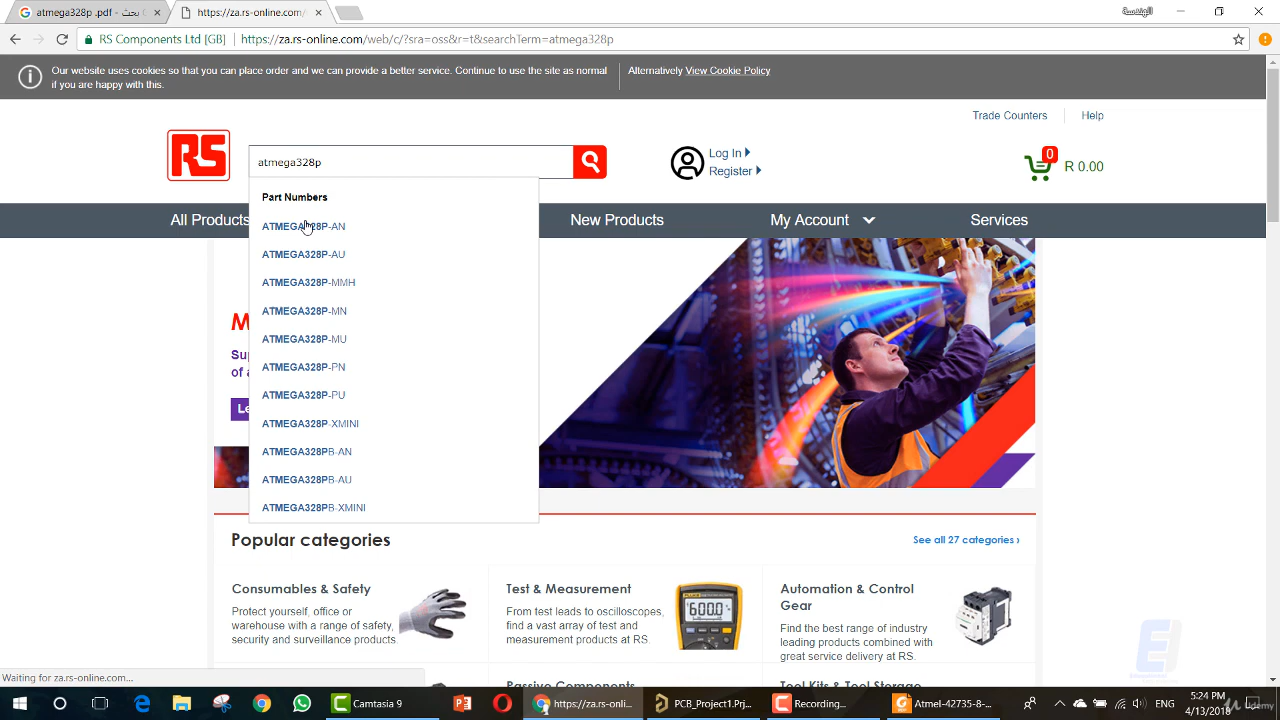 atmega328p .pdf - بحث G
https://za.rs-online.com
الهندسة
RS Components Ltd [GB]
https://za.rs-online.com/web/c/?sra=oss&r=t&searchTerm=atmega328p
Our website uses cookies so that you can place order and we can provide a better service. Continue to use the site as normal
if you are happy with this.
Alternatively View Cookie Policy
Trade Counters
Help
RS
atmega328p
Log In
Register
0
R 0.00
Part Numbers
All Products
New Products
My Account
Services
ATMEGA328P-AN
ATMEGA328P-AU
ATMEGA328P-MMH
ATMEGA328P-MN
ATMEGA328P-MU
ATMEGA328P-PN
ATMEGA328P-PU
ATMEGA328P-XMINI
ATMEGA328PB-AN
ATMEGA328PB-AU
ATMEGA328PB-XMINI
M
Sup
of a
Le
Popular categories
See all 27 categories ›
Consumables & Safety
Protect yourself, office or
warehouse with a range of safety,
security and surveillance products.
Test & Measurement
From test leads to oscilloscopes,
find a vast array of test and
measurement products at RS.
600.0
Automation & Control
Gear
Find the best range of industry
leading products combined with
great service delivery at RS.
Passive Components
Tool Kits & Tool Storage
Waiting for za.rs-online.com...
Camtasia 9
https://za.rs-onli...
PCB_Project1.Prj...
Recording...
Atmel-42735-8-...
5:24 PM
4/13/2018
Udemy